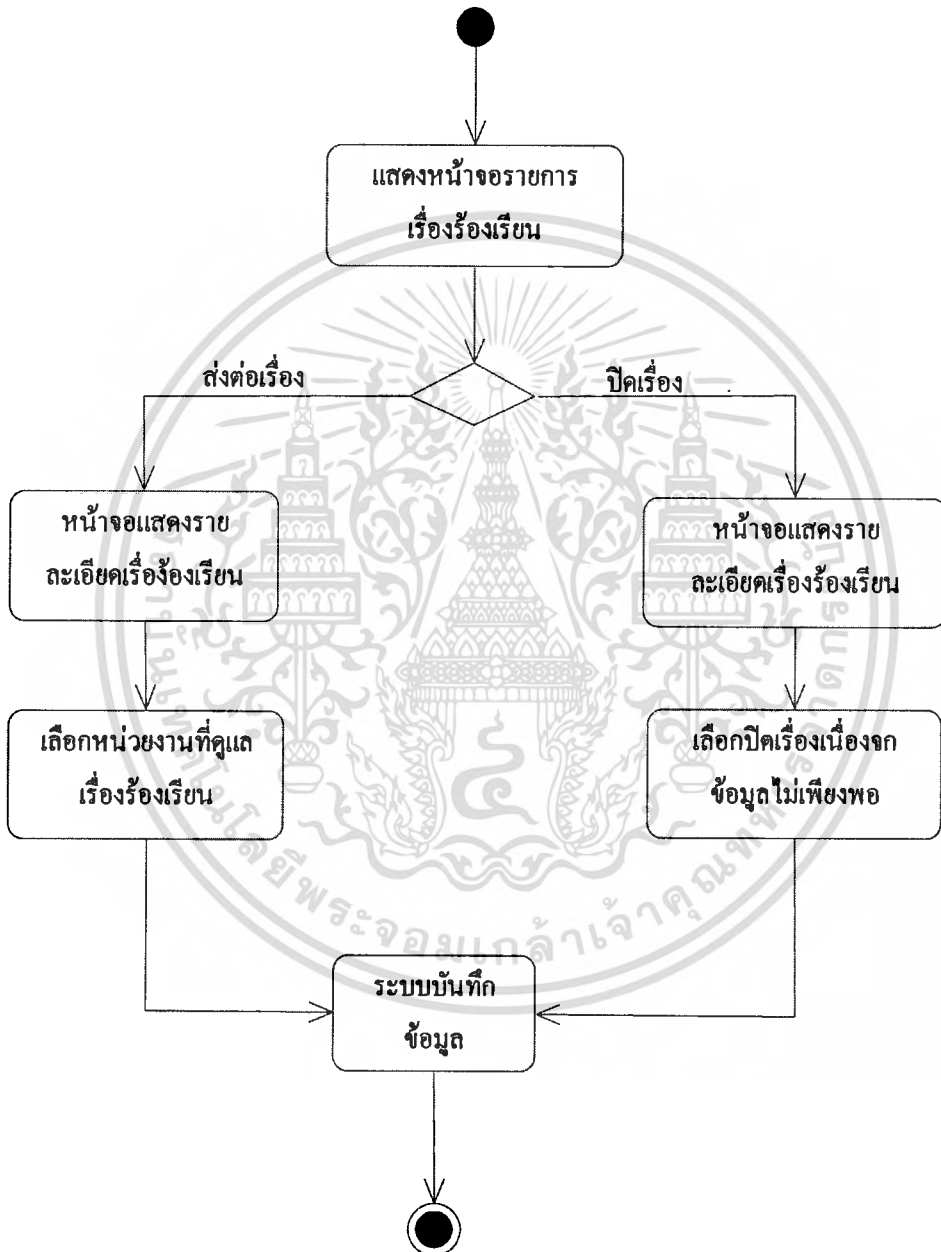 แสดงหน้าจอรายการ
เรื่องร้องเรียน
ส่งต่อเรื่อง
ปิดเรื่อง
หน้าจอแสดงราย
ละเอียดเรื่อง้องเรียน
หน้าจอแสดงราย
ละเอียดเรื่องร้องเรียน
เลือกหน่วยงานที่ดูแล
เรื่องร้องเรียน
เลือกปิดเรื่องเนื่องจก
ข้อมูลไม่เพียงพอ
ระบบบันทึก
ข้อมูล